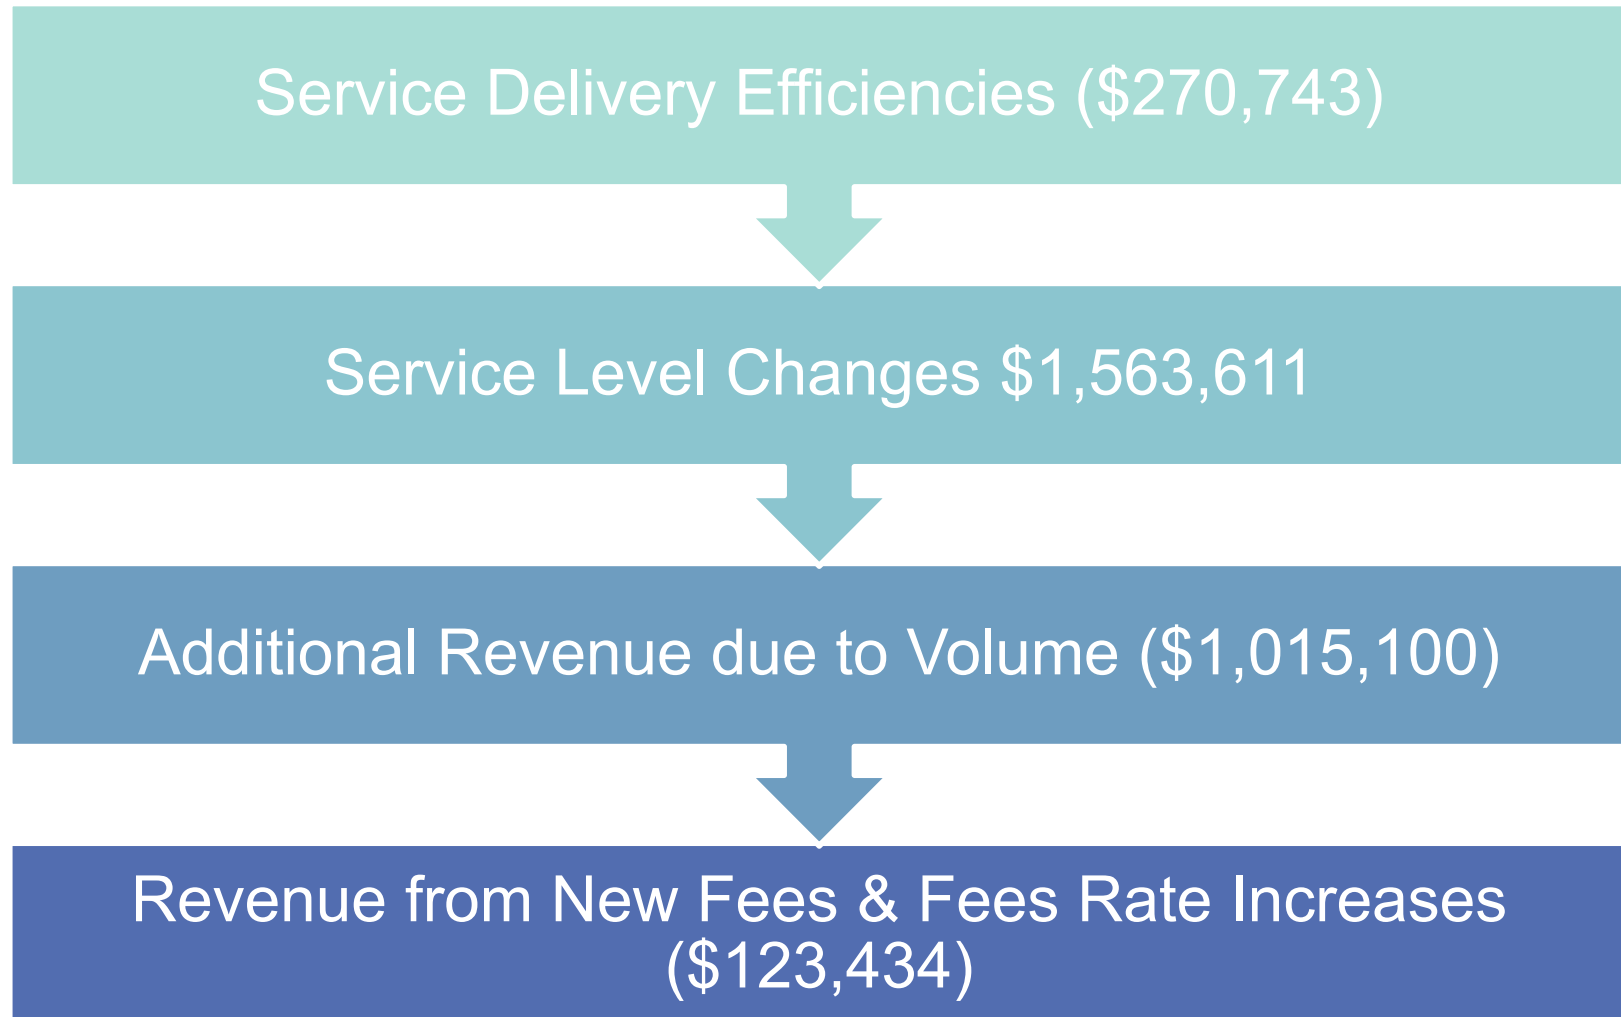 Service Delivery Efficiencies ($270,743)
Service Level Changes $1,563,611
Additional Revenue due to Volume ($1,015,100)
Revenue from New Fees & Fees Rate Increases
($123,434)